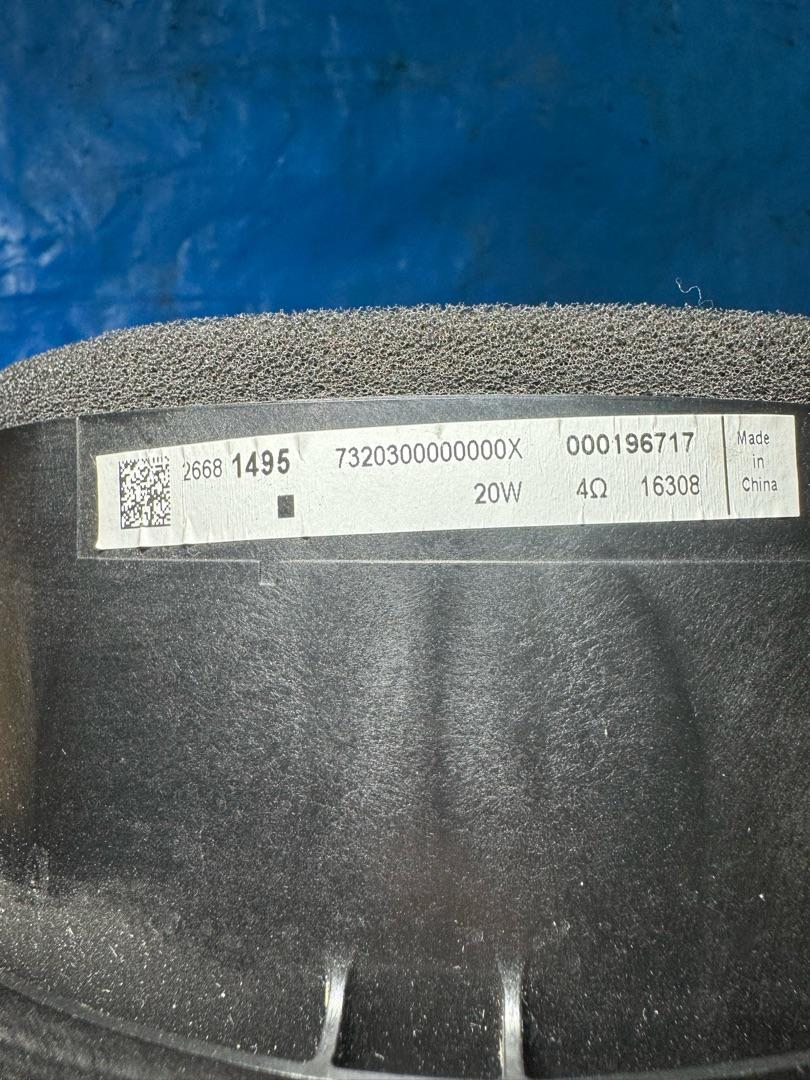 2668 1495 7320300000000X 000196717
20W 4Ω 16308
Made
in
China